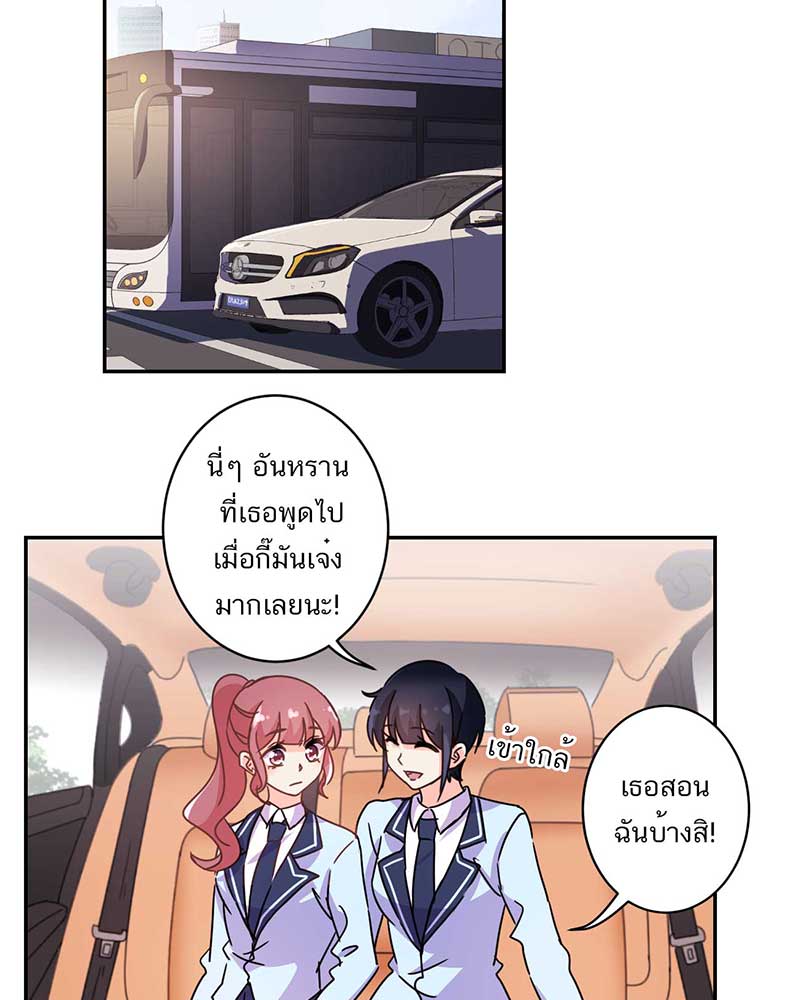 นี่ๆ อันหราน
ที่เธอพูดไป
เมื่อกี๊มันเจ๋ง
มากเลยนะ!
เข้าใกล้
เธอสอน
ฉันบ้างสิ!